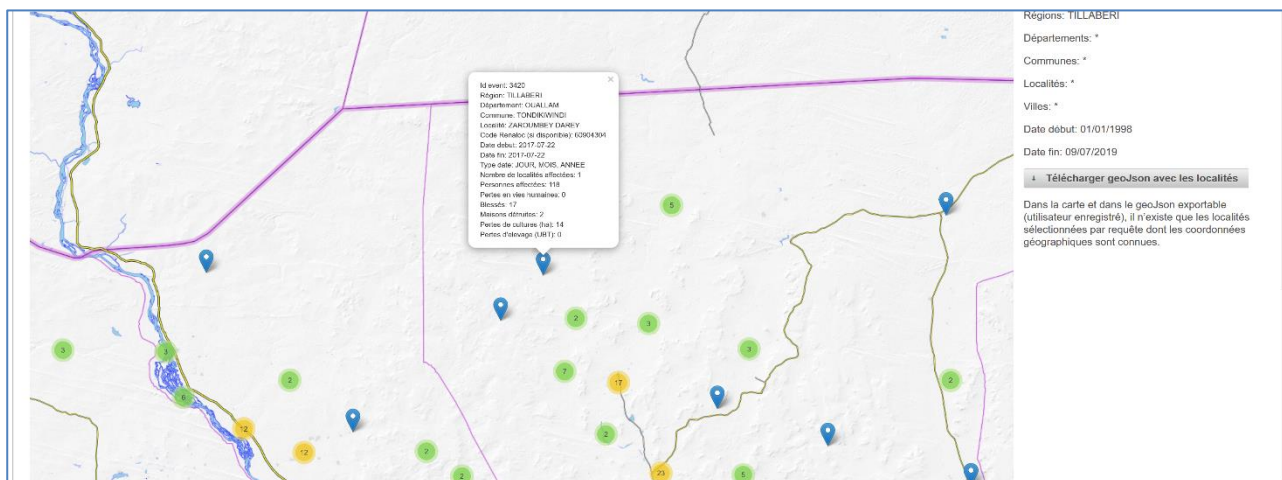 Id event: 3420
Région: TILLABERI
Département: OUALLAM
Commune: TONDIKIWINDI
Localité: ZAROUMBEY DAREY
Code Renaloc (si disponible): 60904304
Date debut: 2017-07-22
Date fin: 2017-07-22
Type date: JOUR, MOIS, ANNEE
Nombre de localités affectées: 1
Personnes affectées: 118
Pertes en vies humaines: 0
Blessés: 17
Maisons détruites: 2
Pertes de cultures (ha): 14
Pertes d'elevage (UBT): 0
5
2
3
3
3
3
2
7
17
2
6
12
12
2
2
2
23
5
Régions: TILLABERI
Départements: *
Communes: *
Localités: *
Villes: *
Date début: 01/01/1998
Date fin: 09/07/2019
Télécharger geoJson avec les localités
Dans la carte et dans le geoJson exportable
(utilisateur enregistré), il n'existe que les localités
sélectionnées par requête dont les coordonnées
géographiques sont connues.